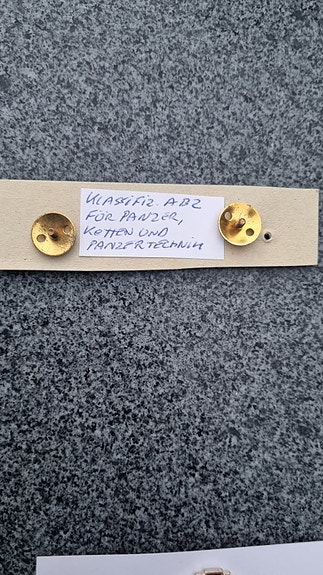 KLASSIFIZ. ABZ
FÜR PANZER,
KETTEN UND
PANZERTECHNIK